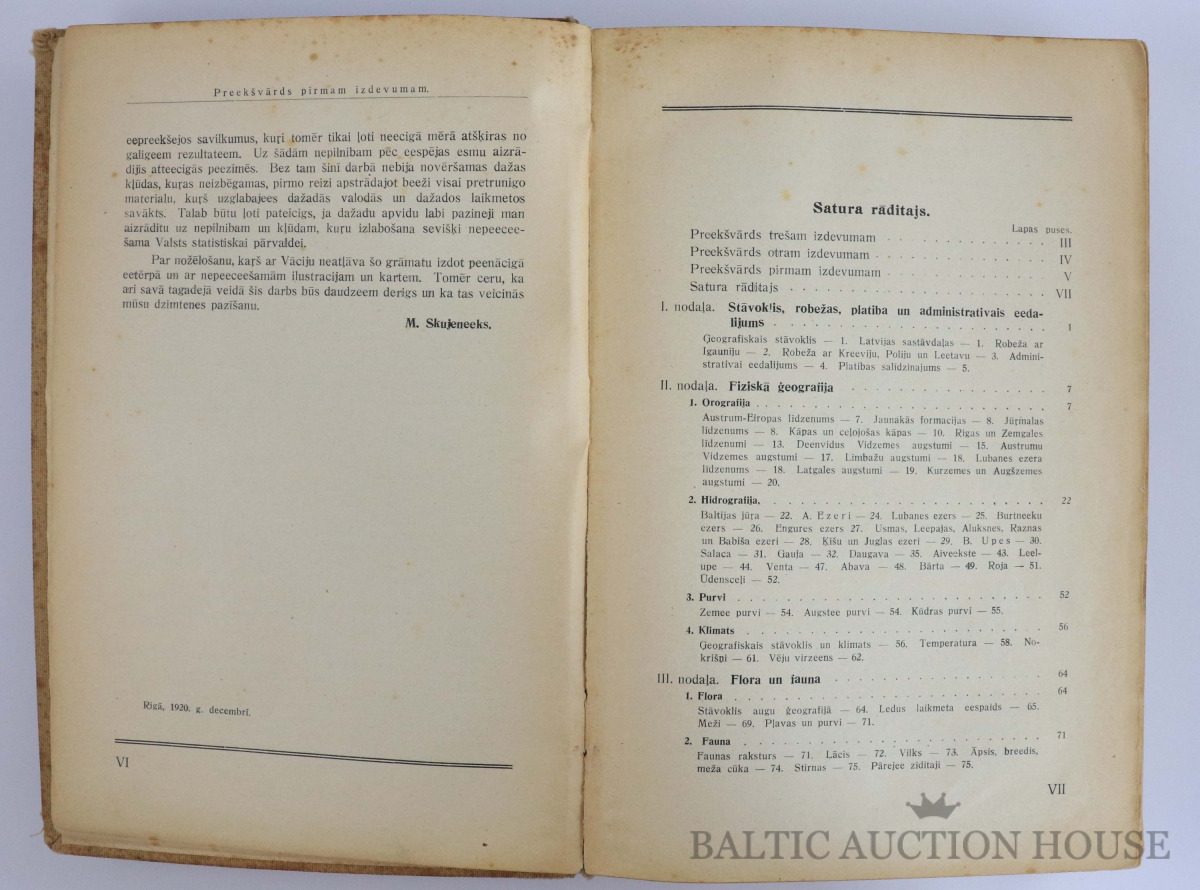 Preekšvārds pirmam izdevumam.
eepreekšejos savilkumus, kuŗi tomēr tikai ļoti neecigā mērā atšķiras no
galigeem rezultateem. Uz šādām nepilnibam pēc eespējas esmu aizrā-
dijis atteecigās peezimēs. Bez tam šinī darbā nebija novēršamas dažas
kļūdas, kuŗas neizbēgamas, pirmo reizi apstrādajot beeži visai pretrunigo
materialu, kuŗš uzglabajees dažadās valodās un dažados laikmetos
savākts. Talab būtu ļoti pateicigs, ja dažadu apvidu labi pazineji man
aizrāditu uz nepilnibam un kļūdam, kuŗu izlabošana sevišķi nepeecee-
šama Valsts statistiskai pārvaldei.
Par nožēlošanu, kaŗš ar Vāciju neatļāva šo grāmatu izdot peenācigā
eetērpā un ar nepeeceešamām ilustracijam un kartem. Tomēr ceru, ka
ari savā tagadejā veidā šis darbs būs daudzeem derigs un ka tas veicinās
mūsu dzimtenes pazišanu.
M. Skujeneeks.
Rigā, 1920. g. decembrī.
VI
Satura rāditajs.
Lapas puses.
Preekšvārds trešam izdevumam . . . . . . . . . . . . III
Preekšvārds otram izdevumam . . . . . . . . . . . . IV
Preekšvārds pirmam izdevumam . . . . . . . . . . . . V
Satura rāditajs . . . . . . . . . . . . . . . . . . VII
I. nodaļa. Stāvoklis, robežas, platiba un administrativais eeda-
lijums . . . . . . . . . . . . . . . . . . 1
Ģeografiskais stāvoklis — 1. Latvijas sastāvdaļas — 1. Robeža ar
Igauniju — 2. Robeža ar Kreeviju, Poliju un Leetavu — 3. Admini-
strativai eedalijums — 4. Platibas salidzinajums — 5.
II. nodaļa. Fiziskā ģeografija . . . . . . . . . . . . 7
1. Orografija . . . . . . . . . . . . . . . . . . 7
Austrum-Eiropas lidzenums — 7. Jaunakās formacijas — 8. Jūŗmalas
lidzenums — 8. Kāpas un ceļojošas kāpas — 10. Rigas un Zemgales
lidzenumi — 13. Deenvidus Vidzemes augstumi — 15. Austrumu
Vidzemes augstumi — 17. Limbažu augstumi — 18. Lubanes ezera
lidzenums — 18. Latgales augstumi — 19. Kurzemes un Augšzemes
augstumi — 20.
2. Hidrografija. . . . . . . . . . . . . . . . . . 22
Baltijas jūŗa — 22. A. Ezeri — 24. Lubanes ezers — 25. Burtneeku
ezers — 26. Engures ezers 27. Usmas, Leepajas, Aluksnes, Raznas
un Babiša ezeri — 28. Ķišu un Juglas ezeri — 29. B. Upes — 30.
Salaca — 31. Gauja — 32. Daugava — 35. Aiveekste — 43. Leel-
upe — 44. Venta — 47. Abava — 48. Bārta — 49. Roja — 51.
Ūdensceļi — 52.
3. Purvi . . . . . . . . . . . . . . . . . . 52
Zemee purvi — 54. Augstee purvi — 54. Kūdras purvi — 55.
4. Klimats . . . . . . . . . . . . . . . . . . 56
Ģeografiskais stāvoklis un klimats — 56. Temperatura — 58. No-
krišņi — 61. Vēju virzeens — 62.
III. nodaļa. Flora un fauna . . . . . . . . . . . . 64
1. Flora . . . . . . . . . . . . . . . . . . 64
Stāvoklis augu ģeografijā — 64. Ledus laikmeta eespaids — 65.
Meži — 69. Pļavas un purvi — 71.
2. Fauna . . . . . . . . . . . . . . . . . . 71
Faunas raksturs — 71. Lācis — 72. Vilks — 73. Āpsis, breedis,
meža cūka — 74. Stirnas — 75. Pārejee ziditaji — 75.
VII
BALTIC AUCTION HOUSE